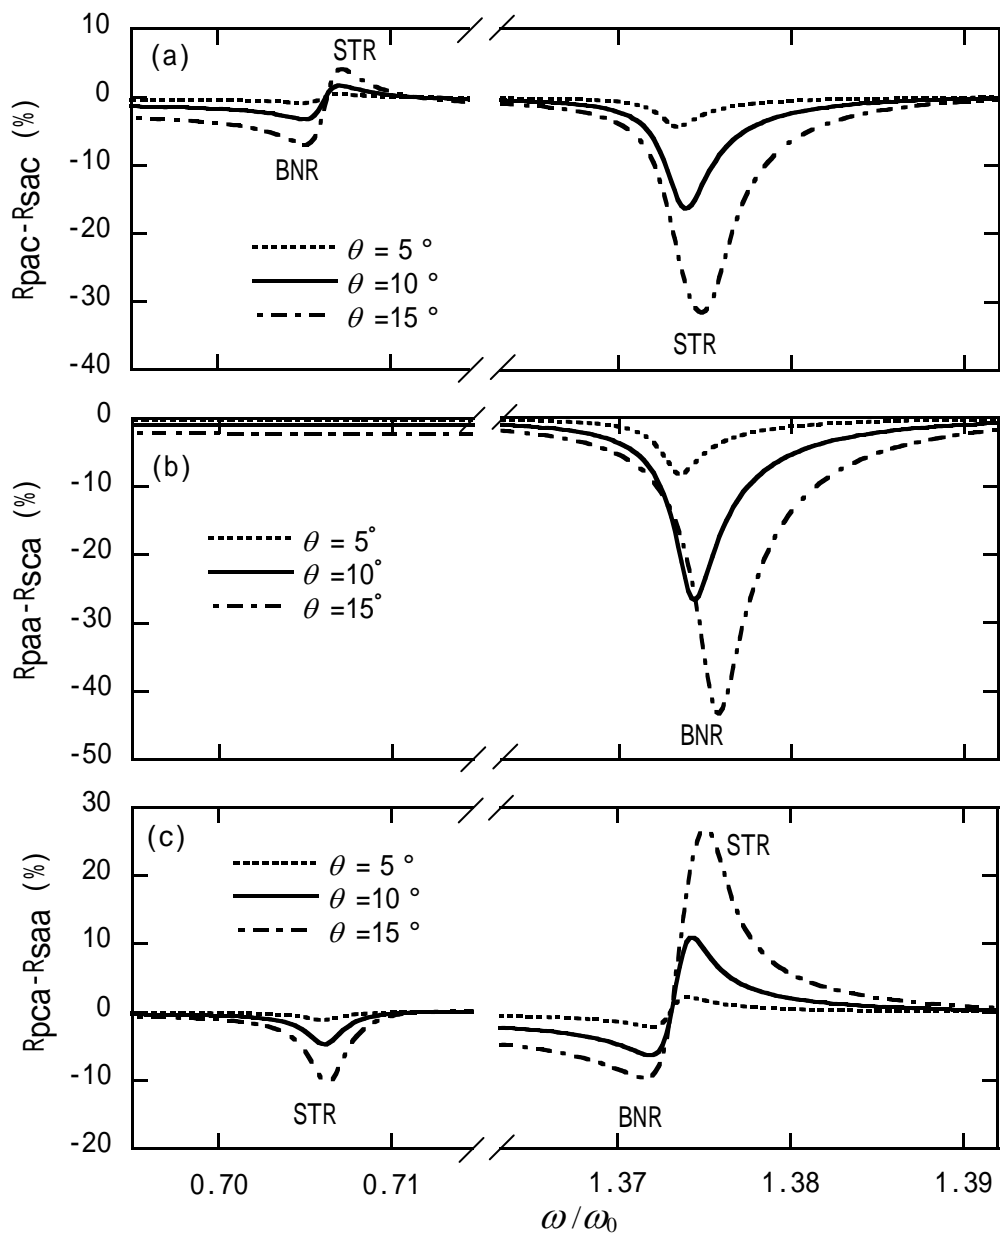 10
(a)
STR
0
-10
BNR
-20
θ = 5 °
θ =10 °
-30
θ =15 °
STR
-40
Rpac-Rsac (%)
0
(b)
-10
-20
θ = 5°
θ =10°
-30
θ =15°
-40
BNR
-50
Rpaa-Rsca (%)
30
(c)
STR
θ = 5 °
20
θ =10 °
θ =15 °
10
0
-10
STR
BNR
-20
Rpca-Rsaa (%)
0.70 0.71 1.37 1.38 1.39
ω/ω0